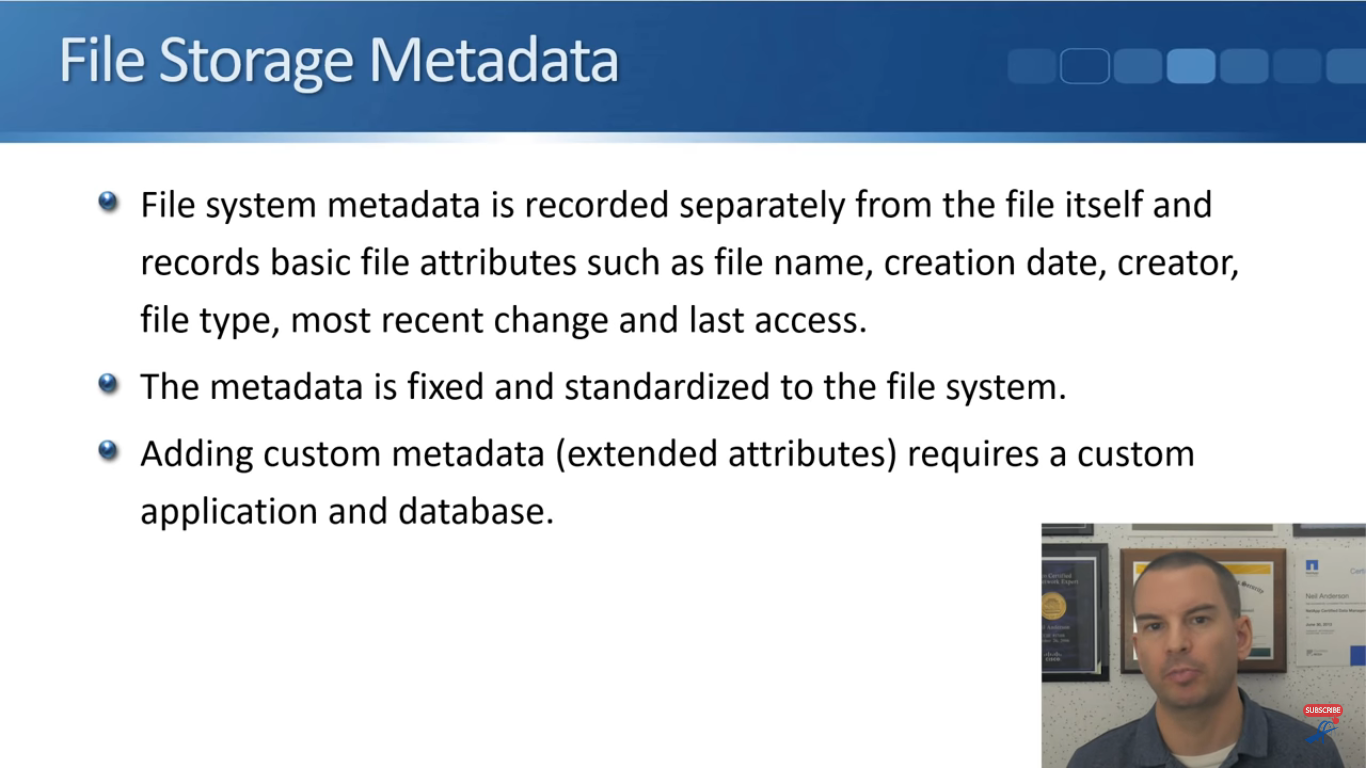 File Storage Metadata
File system metadata is recorded separately from the file itself and
records basic file attributes such as file name, creation date, creator,
file type, most recent change and last access.
The metadata is fixed and standardized to the file system.
Adding custom metadata (extended attributes) requires a custom
application and database.
Neil Anderson
SUBSCRIBE